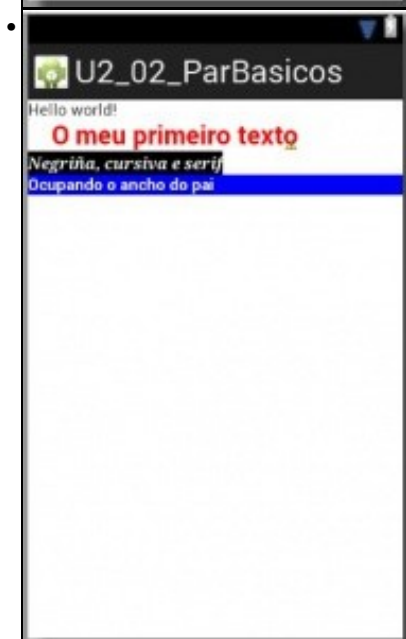 U2_02_ParBasicos
Hello world!
O meu primeiro texto
Negriña, cursiva e serif
Ocupando o ancho do pai